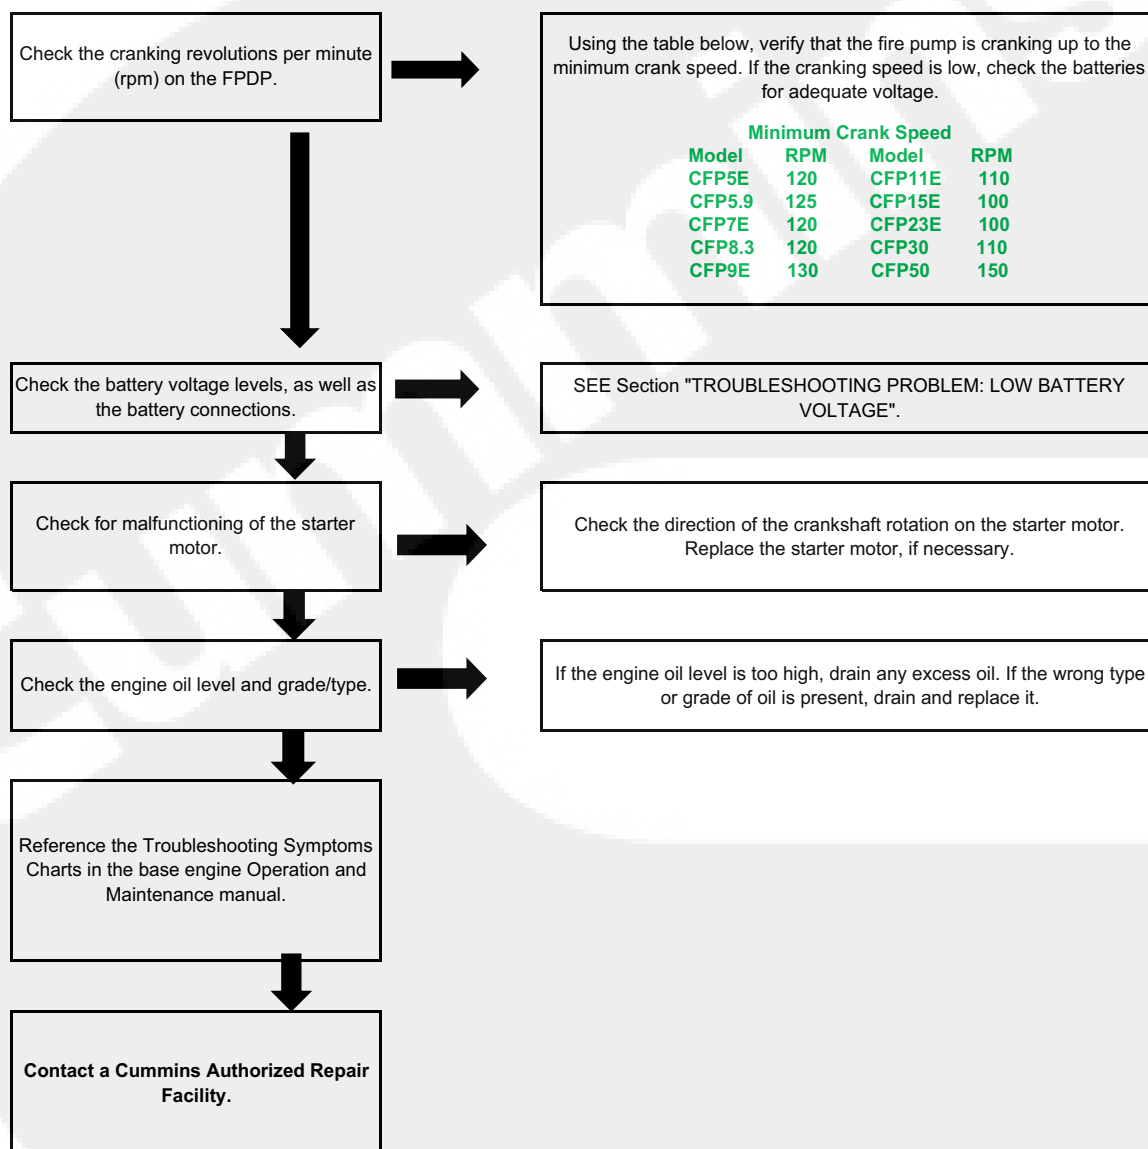 Check the cranking revolutions per minute
(rpm) on the FPDP.
Using the table below, verify that the fire pump is cranking up to the
minimum crank speed. If the cranking speed is low, check the batteries
for adequate voltage.
Minimum Crank Speed
Model RPM Model RPM
CFP5E 120 CFP11E 110
CFP5.9 125 CFP15E 100
CFP7E 120 CFP23E 100
CFP8.3 120 CFP30 110
CFP9E 130 CFP50 150
Check the battery voltage levels, as well as
the battery connections.
SEE Section "TROUBLESHOOTING PROBLEM: LOW BATTERY
VOLTAGE".
Check for malfunctioning of the starter
motor.
Check the direction of the crankshaft rotation on the starter motor.
Replace the starter motor, if necessary.
Check the engine oil level and grade/type.
If the engine oil level is too high, drain any excess oil. If the wrong type
or grade of oil is present, drain and replace it.
Reference the Troubleshooting Symptoms
Charts in the base engine Operation and
Maintenance manual.
Contact a Cummins Authorized Repair
Facility.
cummins